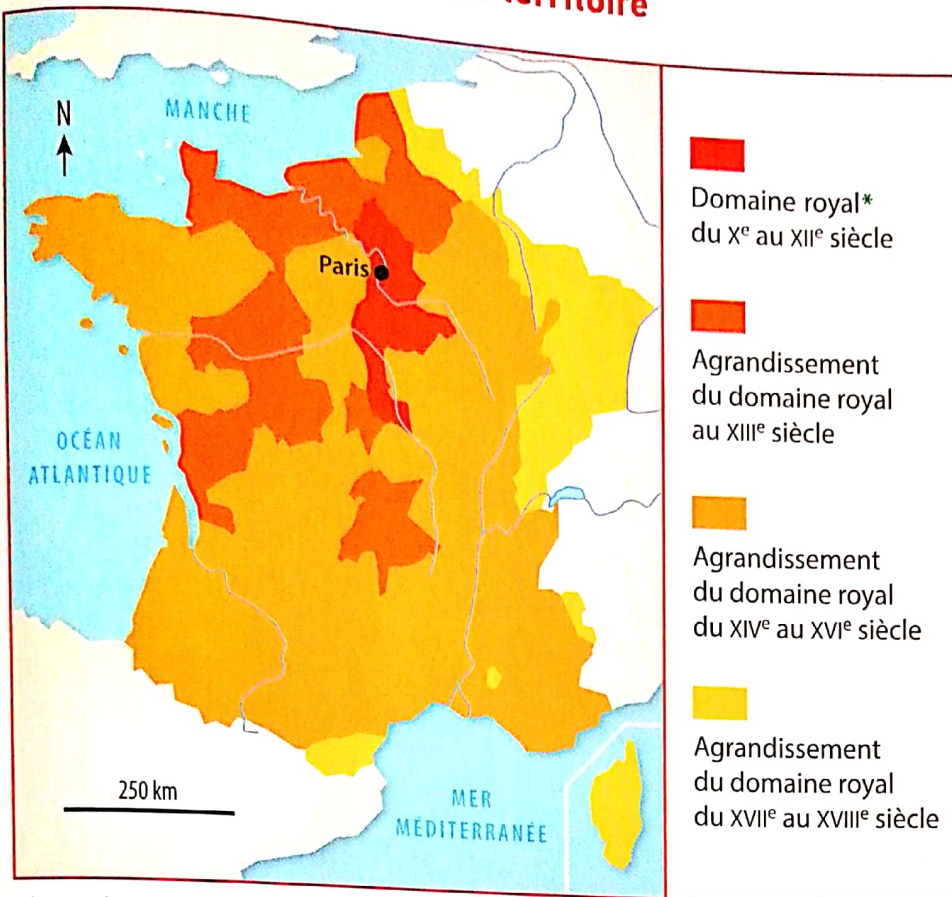 territoire
N
MANCHE
Paris
OCÉAN
ATLANTIQUE
250 km
MER
MÉDITERRANÉE
Domaine royal*
du Xe au XIIe siècle
Agrandissement
du domaine royal
au XIIIe siècle
Agrandissement
du domaine royal
du XIVe au XVIe siècle
Agrandissement
du domaine royal
du XVIIe au XVIIIe siècle